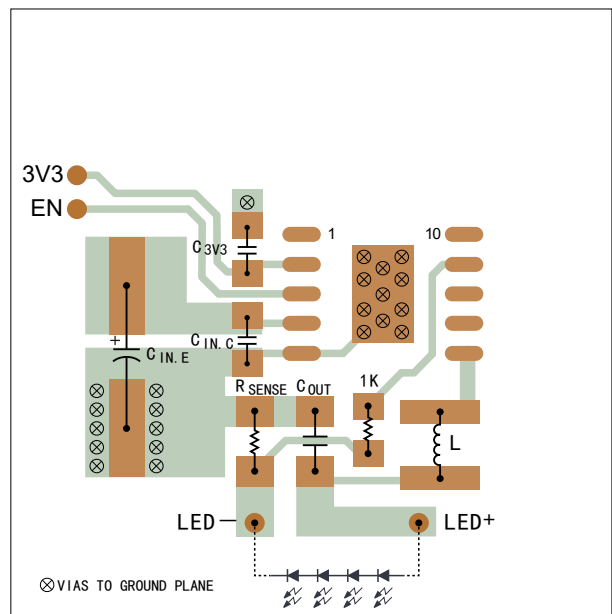 3V3
EN
1
10
C3V3
+
CIN.E
CIN.C
RSENSE
COUT
1K
L
LED−
LED+
VIAS TO GROUND PLANE